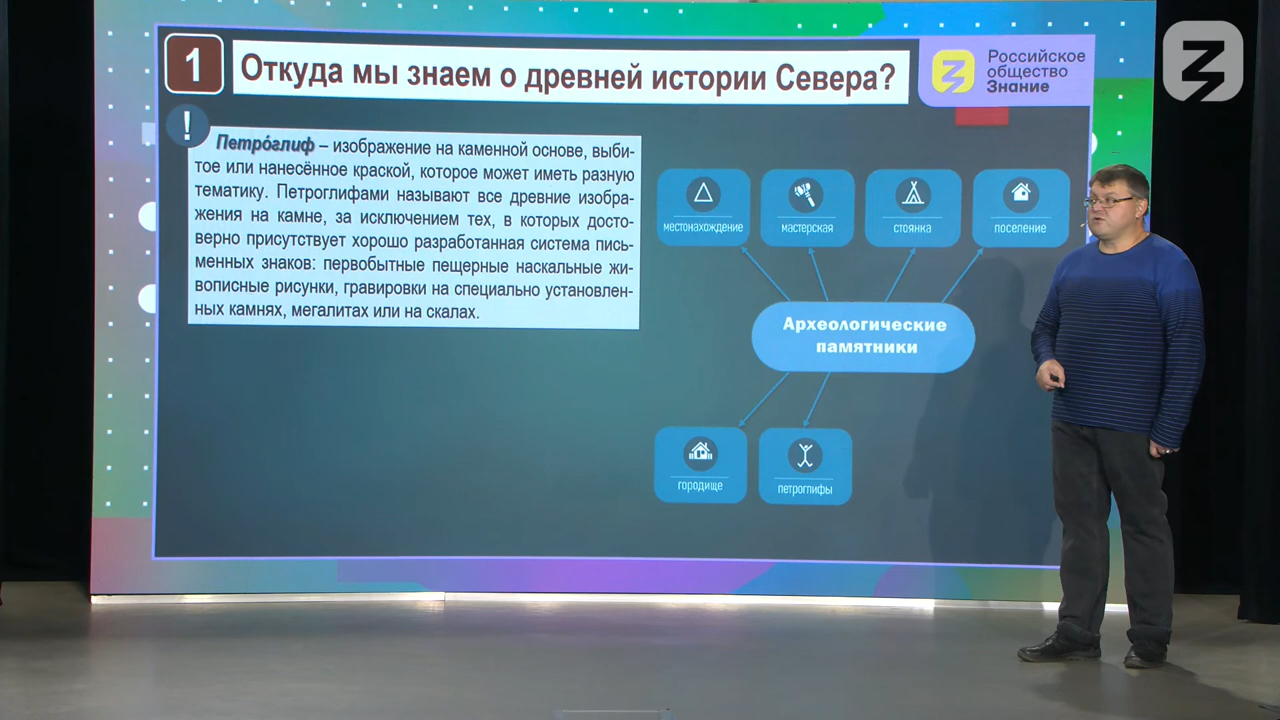 1
Откуда мы знаем о древней истории Севера?
Российское
общество
Знание
!
Петро́глиф – изображение на каменной основе, выби-
тое или нанесённое краской, которое может иметь разную
тематику. Петроглифами называют все древние изобра-
жения на камне, за исключением тех, в которых досто-
верно присутствует хорошо разработанная система пись-
менных знаков: первобытные пещерные наскальные жи-
вописные рисунки, гравировки на специально установлен-
ных камнях, мегалитах или на скалах.
местонахождение
мастерская
стоянка
поселение
Археологические
памятники
городище
петроглифы